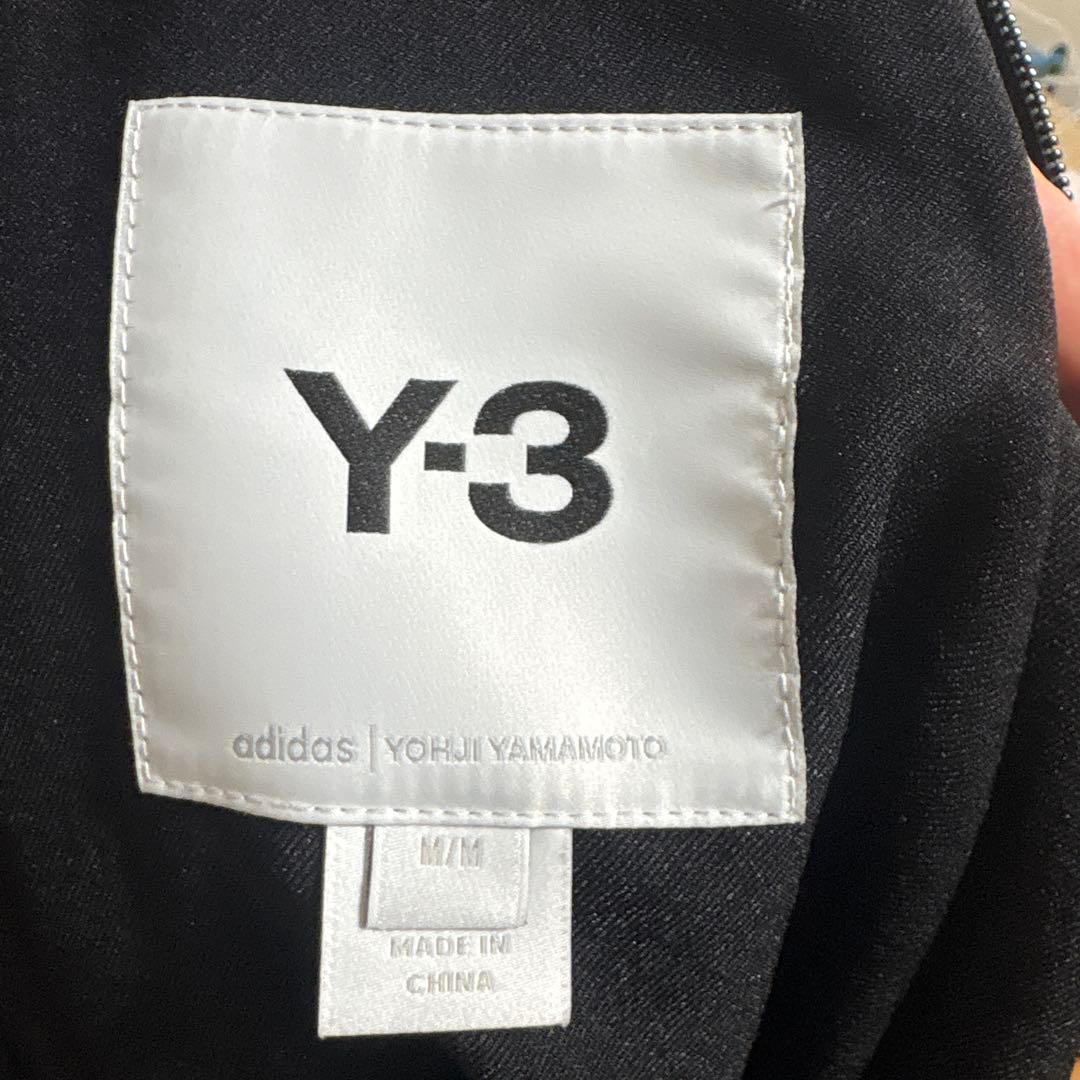 Y-3
adidas | YOHJI YAMAMOTO
M/M
MADE IN
CHINA